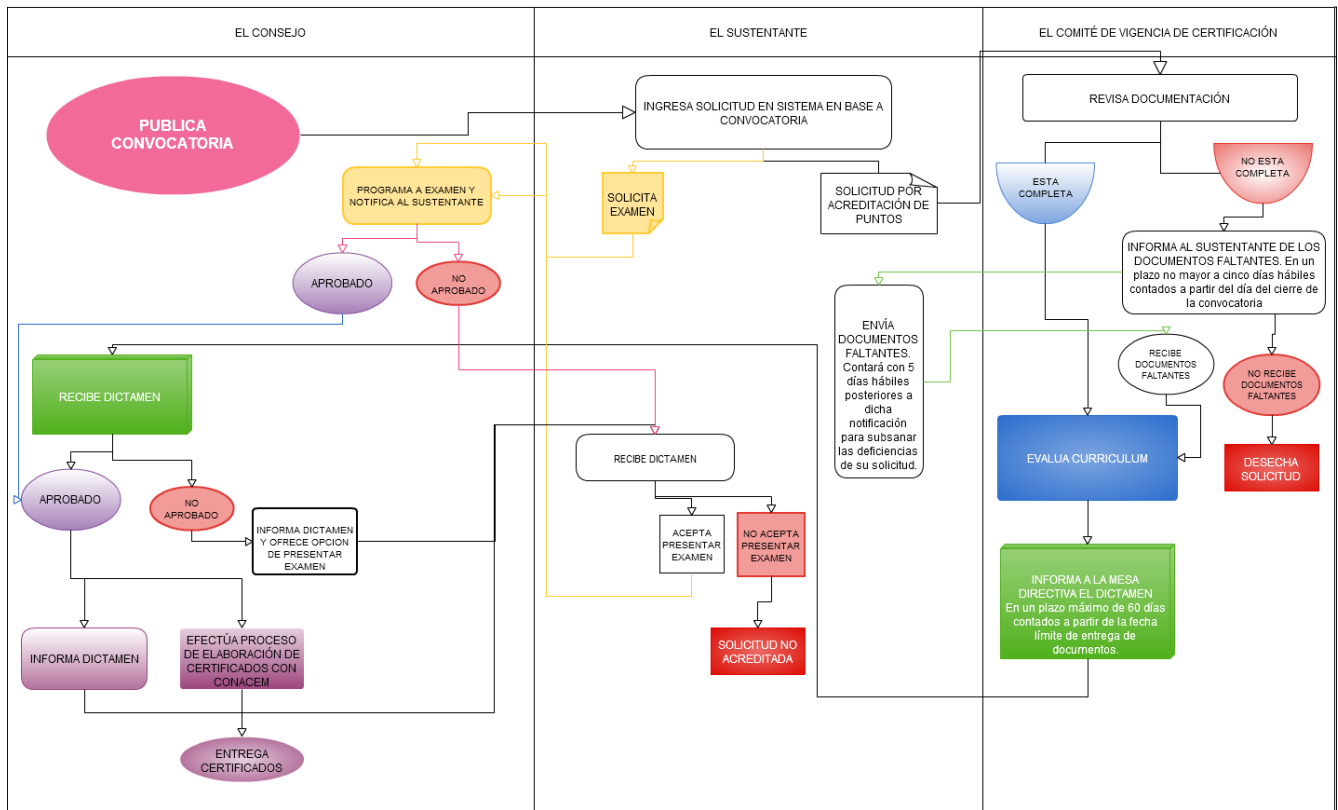 EL CONSEJO
EL SUSTENTANTE
EL COMITÉ DE VIGENCIA DE CERTIFICACIÓN
PUBLICA
CONVOCATORIA
INGRESA SOLICITUD EN SISTEMA EN BASE A
CONVOCATORIA
REVISA DOCUMENTACIÓN
PROGRAMA A EXAMEN Y
NOTIFICA AL SUSTENTANTE
SOLICITA
EXAMEN
SOLICITUD POR
ACREDITACIÓN DE
PUNTOS
ESTA
COMPLETA
NO ESTA
COMPLETA
APROBADO
NO
APROBADO
INFORMA AL SUSTENTANTE DE LOS
DOCUMENTOS FALTANTES. En un
plazo no mayor a cinco días hábiles
contados a partir del día del cierre de
la convocatoria
ENVÍA
DOCUMENTOS
FALTANTES.
Contará con 5
días hábiles
posteriores a
dicha
notificación
para subsanar
las deficiencias
de su solicitud.
RECIBE
DOCUMENTOS
FALTANTES
NO RECIBE
DOCUMENTOS
FALTANTES
RECIBE DICTAMEN
RECIBE DICTAMEN
EVALUA CURRICULUM
DESECHA
SOLICITUD
APROBADO
NO
APROBADO
INFORMA DICTAMEN
Y OFRECE OPCION
DE PRESENTAR
EXAMEN
ACEPTA
PRESENTAR
EXAMEN
NO ACEPTA
PRESENTAR
EXAMEN
INFORMA A LA MESA
DIRECTIVA EL DICTAMEN
En un plazo máximo de 60 días
contados a partir de la fecha
límite de entrega de
documentos.
INFORMA DICTAMEN
EFECTÚA PROCESO
DE ELABORACIÓN DE
CERTIFICADOS CON
CONACEM
SOLICITUD NO
ACREDITADA
ENTREGA
CERTIFICADOS